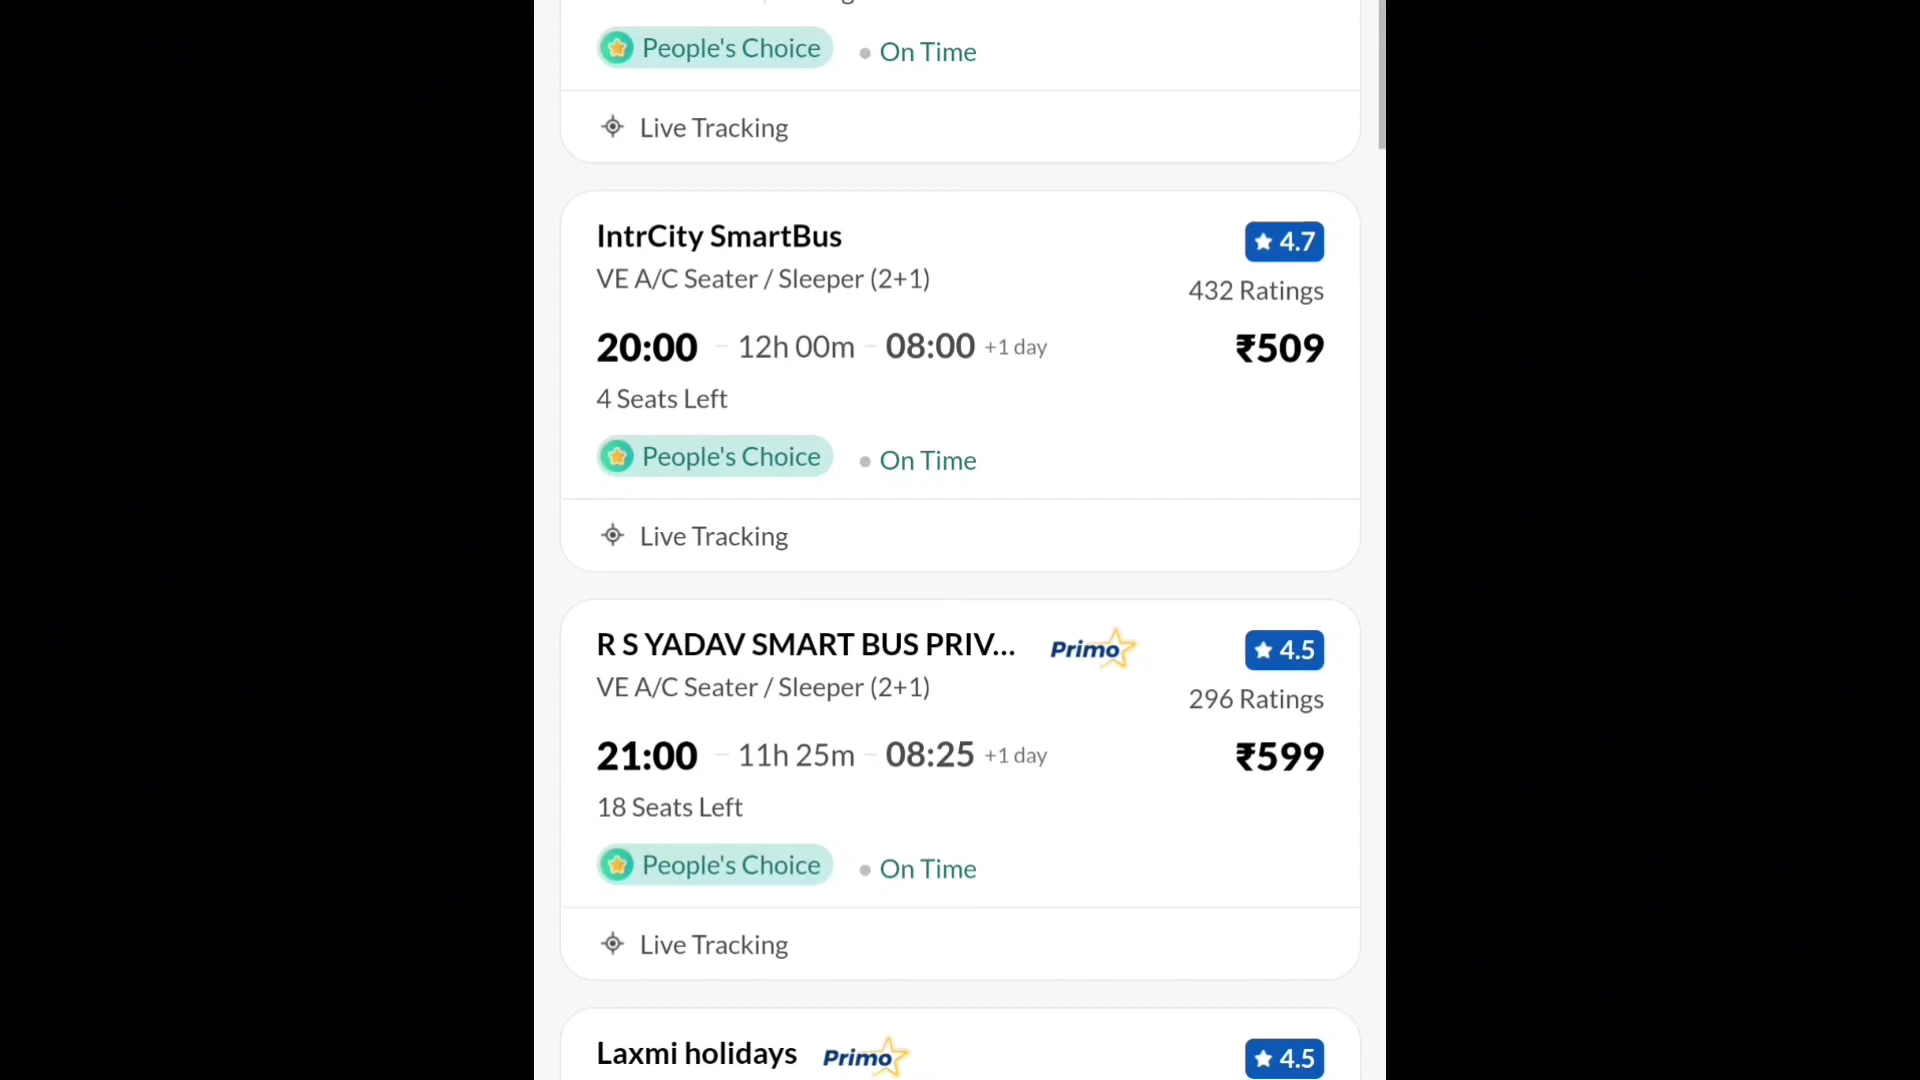 People's Choice
On Time
Live Tracking
IntrCity SmartBus
4.7
VE A/C Seater / Sleeper (2+1)
432 Ratings
20:00 – 12h 00m – 08:00 +1 day
₹509
4 Seats Left
People's Choice
On Time
Live Tracking
R S YADAV SMART BUS PRIV...
Primo
4.5
VE A/C Seater / Sleeper (2+1)
296 Ratings
21:00 – 11h 25m – 08:25 +1 day
₹599
18 Seats Left
People's Choice
On Time
Live Tracking
Laxmi holidays
Primo
4.5